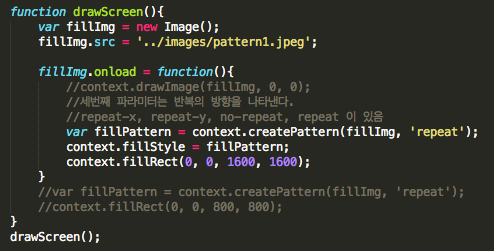 function drawScreen(){
var fillImg = new Image();
fillImg.src = '../images/pattern1.jpeg';
fillImg.onload = function(){
//context.drawImage(fillImg, 0, 0);
//세번째 파라미터는 반복의 방향을 나타낸다.
//repeat-x, repeat-y, no-repeat, repeat 이 있음
var fillPattern = context.createPattern(fillImg, 'repeat');
context.fillStyle = fillPattern;
context.fillRect(0, 0, 1600, 1600);
}
//var fillPattern = context.createPattern(fillImg, 'repeat');
//context.fillRect(0, 0, 800, 800);
}
drawScreen();